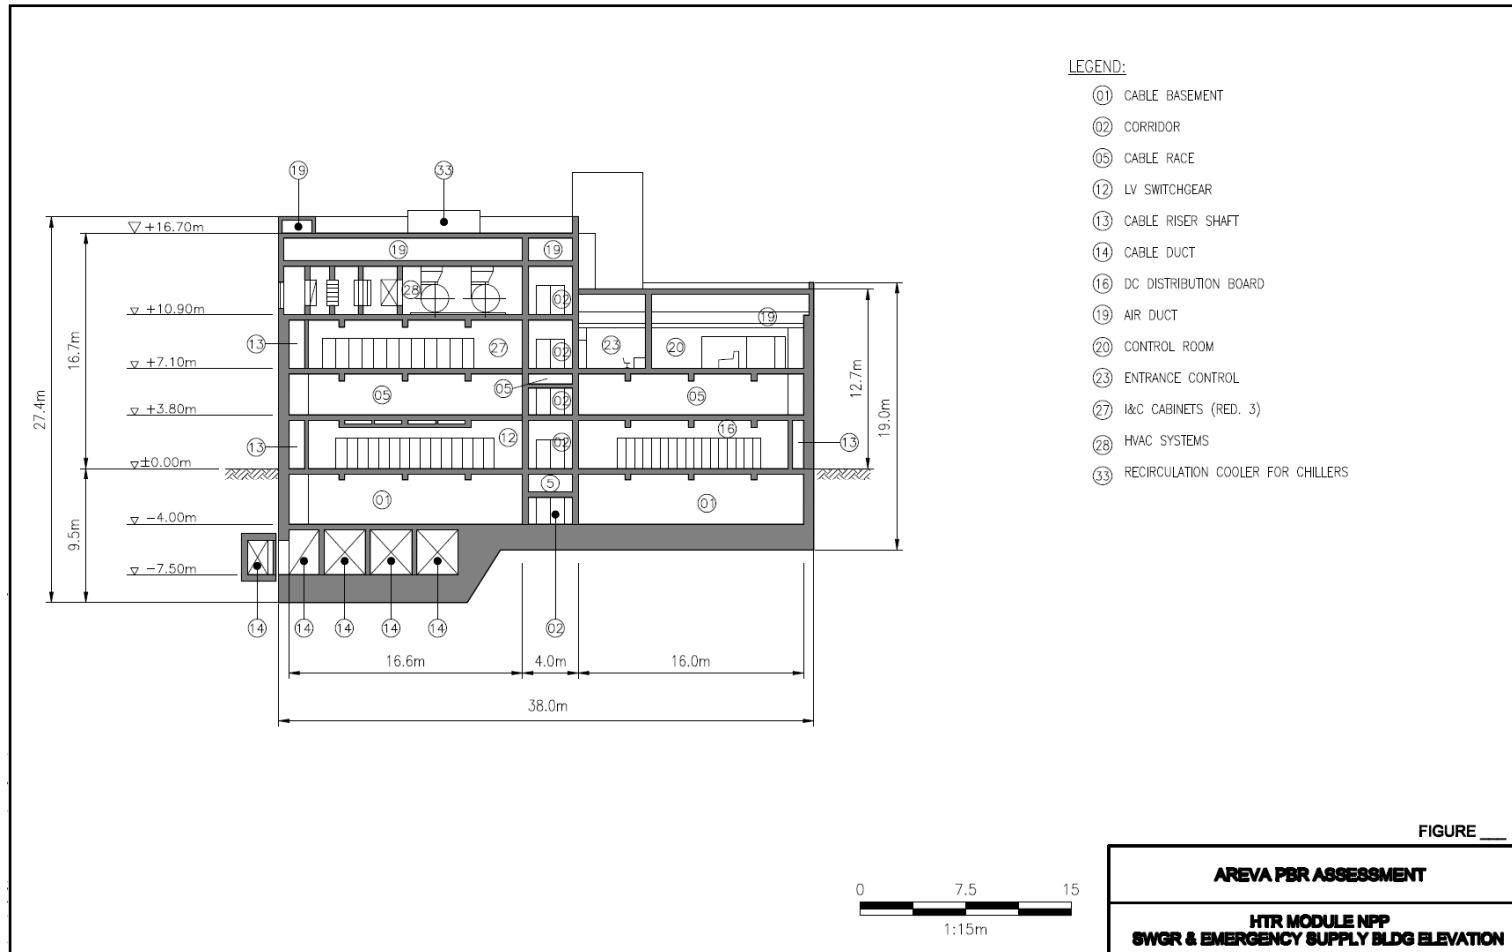 LEGEND:
01 CABLE BASEMENT
02 CORRIDOR
05 CABLE RACE
12 LV SWITCHGEAR
13 CABLE RISER SHAFT
14 CABLE DUCT
16 DC DISTRIBUTION BOARD
19 AIR DUCT
20 CONTROL ROOM
23 ENTRANCE CONTROL
27 I&C CABINETS (RED. 3)
28 HVAC SYSTEMS
33 RECIRCULATION COOLER FOR CHILLERS
19 33
+16.70m
19 19
28 02
+10.90m
19
13 27 02 23 20
+7.10m
05 05 02 05
+3.80m
13 12 02 16 13
±0.00m
5
01 01
-4.00m
-7.50m
14 14 14 14 14 02
27.4m
16.7m
9.5m
12.7m
19.0m
16.6m 4.0m 16.0m
38.0m
0 7.5 15
1:15m
FIGURE ___
AREVA PBR ASSESSMENT
HTR MODULE NPP
SWGR & EMERGENCY SUPPLY BLDG ELEVATION